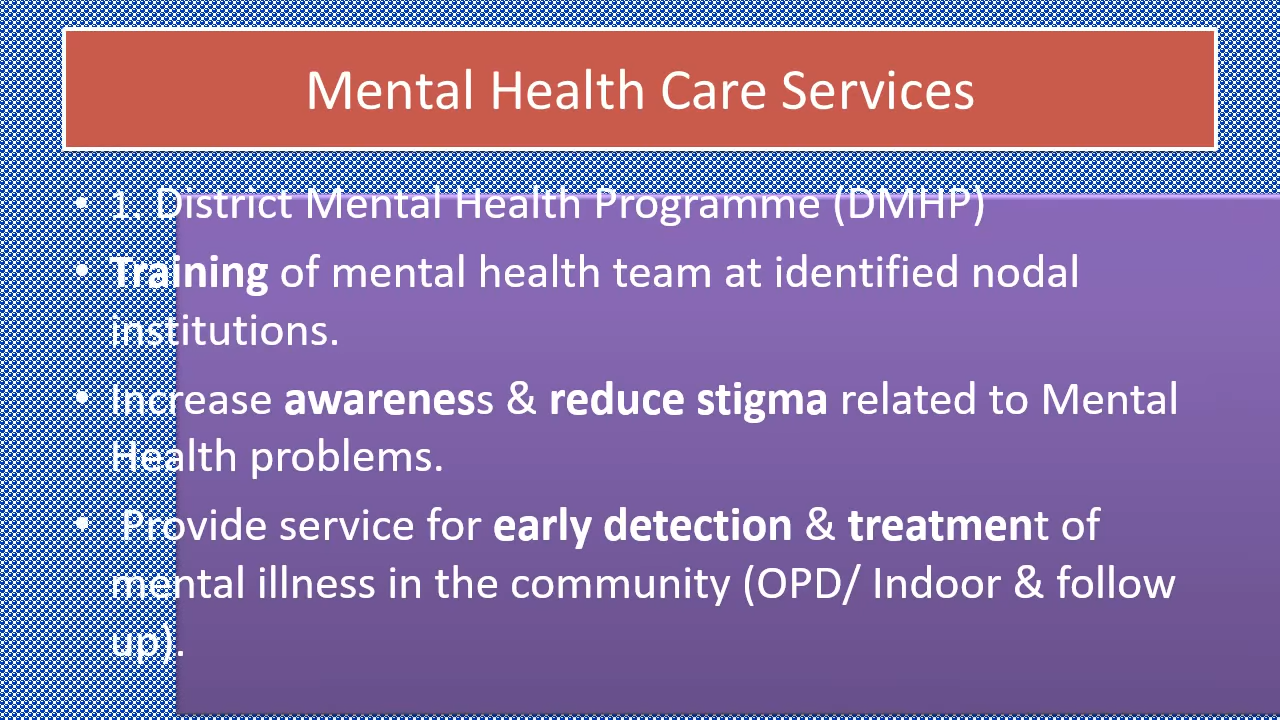 Mental Health Care Services
• 1. District Mental Health Programme (DMHP)
• Training of mental health team at identified nodal
institutions.
• Increase awareness & reduce stigma related to Mental
Health problems.
• Provide service for early detection & treatment of
mental illness in the community (OPD/ Indoor & follow
up).